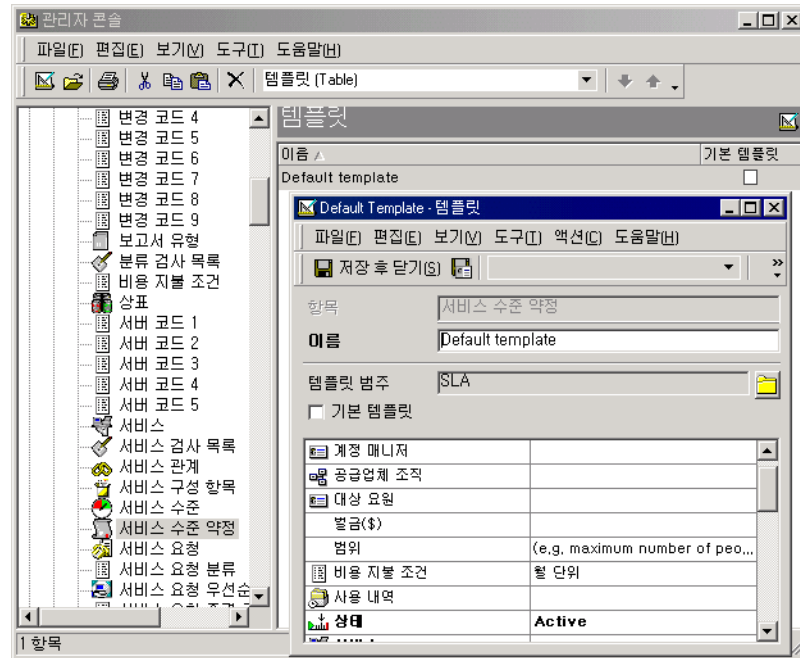 관리자 콘솔
파일(F) 편집(E) 보기(V) 도구(T) 도움말(H)
템플릿 (Table)
변경 코드 4
변경 코드 5
변경 코드 6
변경 코드 7
변경 코드 8
변경 코드 9
보고서 유형
분류 검사 목록
비용 지불 조건
상표
서버 코드 1
서버 코드 2
서버 코드 3
서버 코드 4
서버 코드 5
서비스
서비스 검사 목록
서비스 관계
서비스 구성 항목
서비스 수준
서비스 수준 약정
서비스 요청
서비스 요청 분류
서비스 요청 우선순
템플릿
이름 기본 템플릿
Default template
Default Template - 템플릿
파일(F) 편집(E) 보기(V) 도구(T) 액션(C) 도움말(H)
저장 후 닫기(S)
항목 서비스 수준 약정
이름 Default template
템플릿 범주 SLA
기본 템플릿
계정 매니저
공급업체 조직
대상 요원
벌금($)
범위 (e.g. maximum number of peo...
비용 지불 조건 월 단위
사용 내역
상태 Active
1 항목